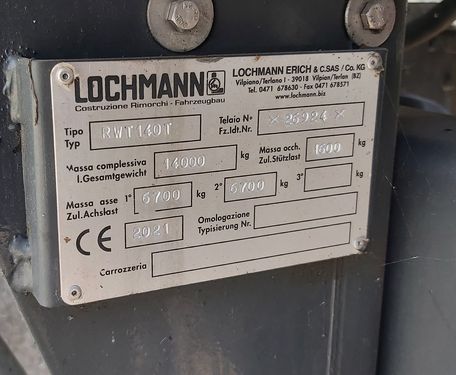 LOCHMANN
LOCHMANN ERICH & C.SAS / Co. KG
Vilpiano/Terlano I - 39018 Vilpian/Terlan (BZ)
Tel. 0471 678630 - Fax 0471 678571
www.lochmann.biz
Costruzione Rimorchi - Fahrzeugbau
Tipo
Typ
RWT140T
Telaio N°
Fz.Idt.Nr.
× 26924 ×
Massa complessiva
l.Gesamtgewicht
14000 kg
Massa acch.
Zul.Stützlast
1600 kg
Massa asse
Zul.Achslast
1° 6700 kg
2° 6700 kg
3° kg
CE
2021
Omologazione
Typisierung Nr.
Carrozzeria